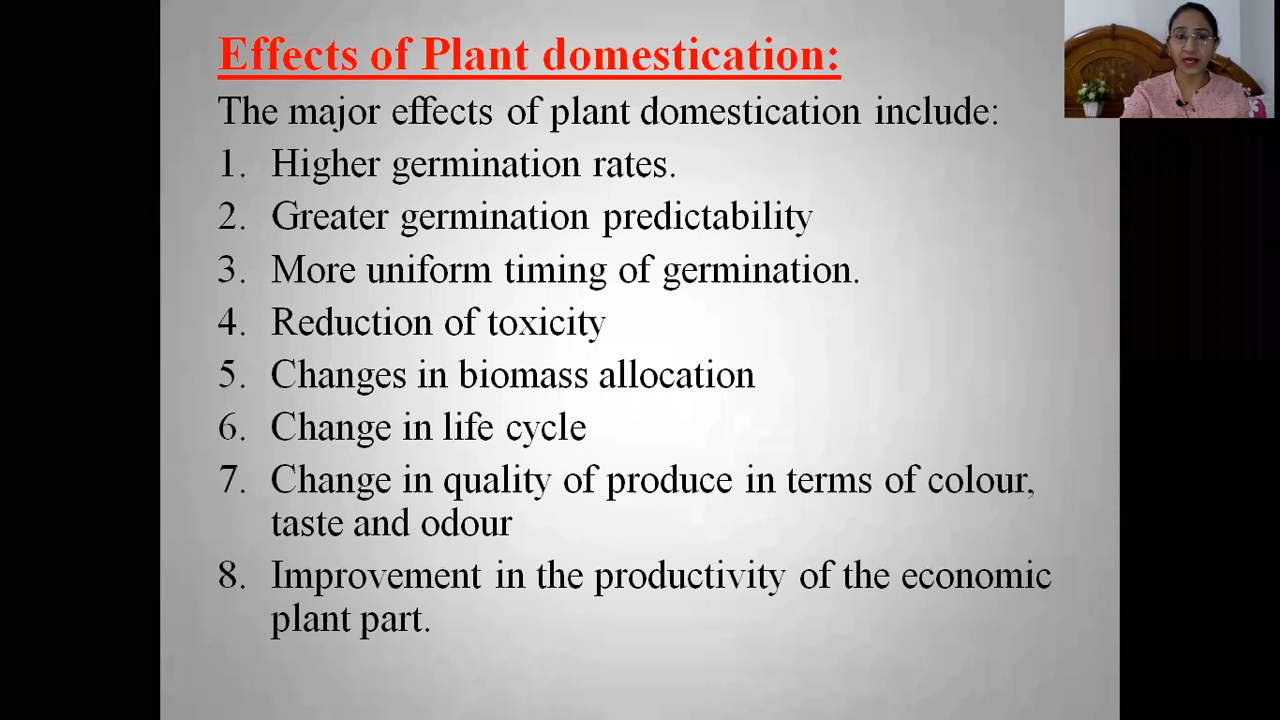 Effects of Plant domestication:
The major effects of plant domestication include:
1. Higher germination rates.
2. Greater germination predictability
3. More uniform timing of germination.
4. Reduction of toxicity
5. Changes in biomass allocation
6. Change in life cycle
7. Change in quality of produce in terms of colour,
taste and odour
8. Improvement in the productivity of the economic
plant part.